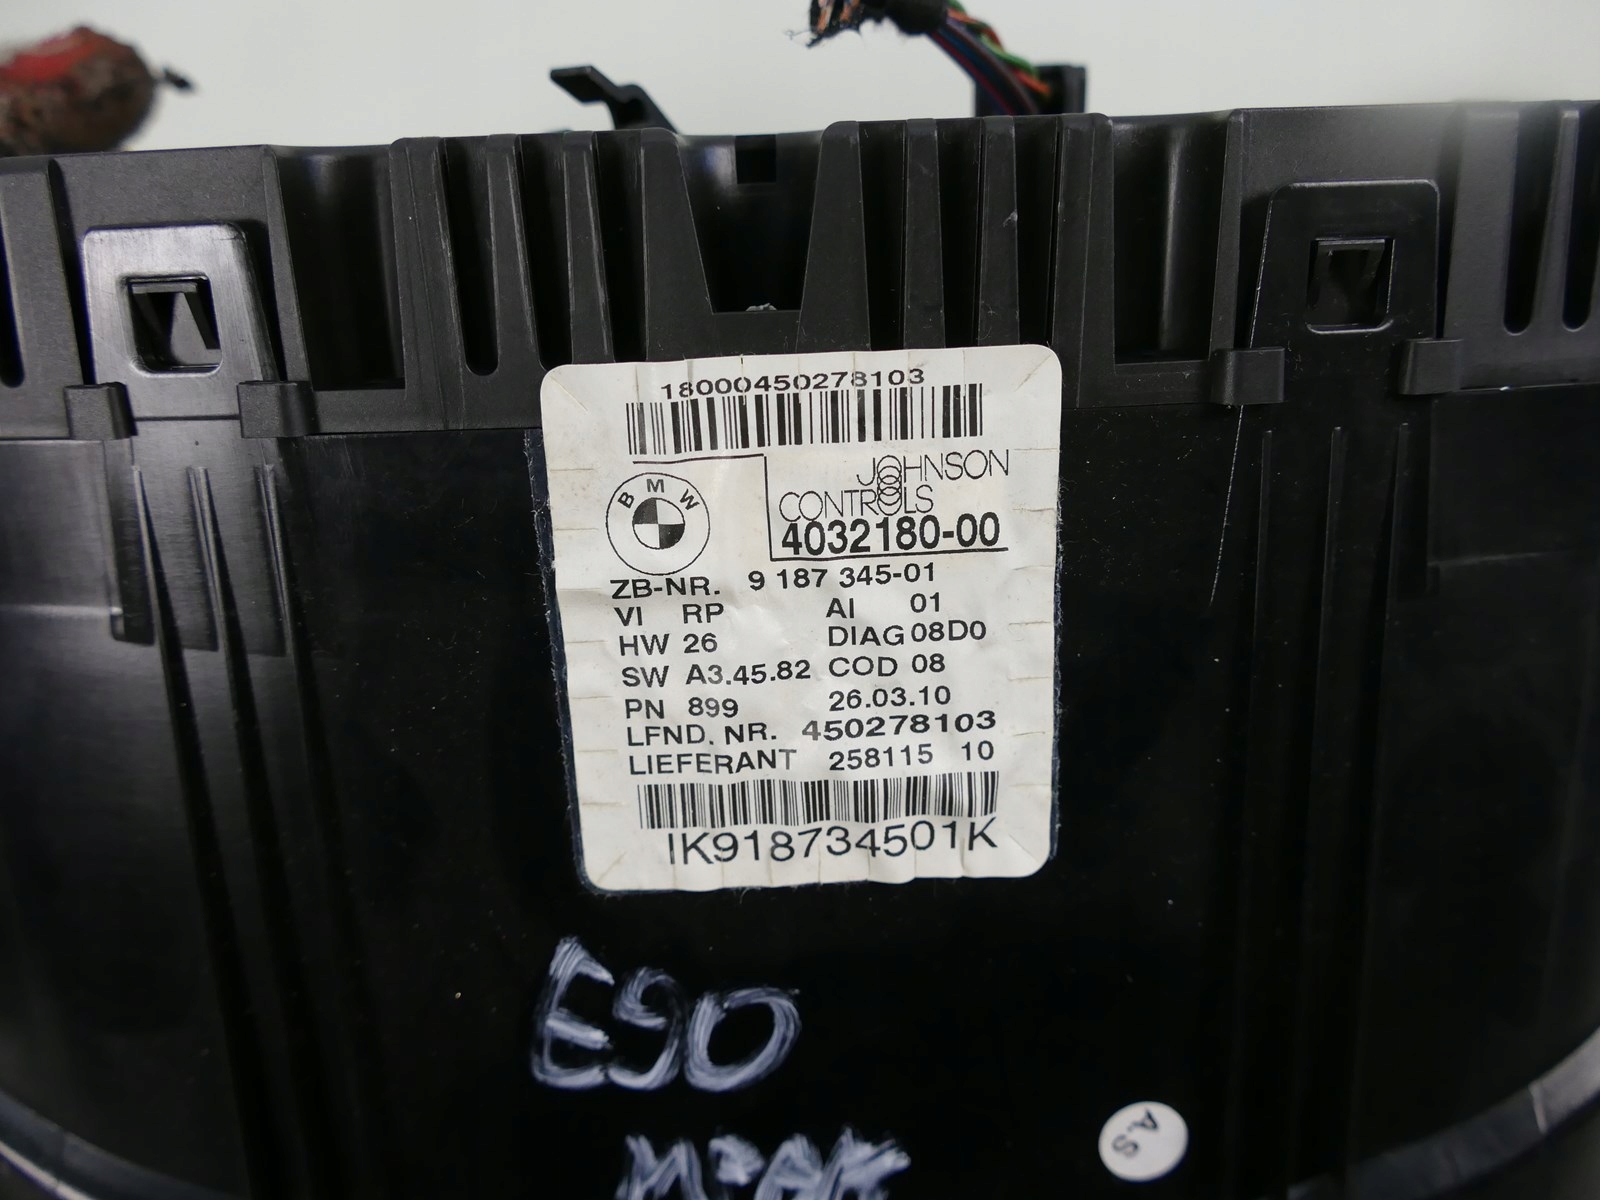 18000450278103
BMW
JOHNSON
CONTROLS
4032180-00
ZB-NR. 9 187 345-01
VI RP AI 01
HW 26 DIAG 08D0
SW A3.45.82 COD 08
PN 899 26.03.10
LFND. NR. 450278103
LIEFERANT 258115 10
IK918734501K
E90
A.S